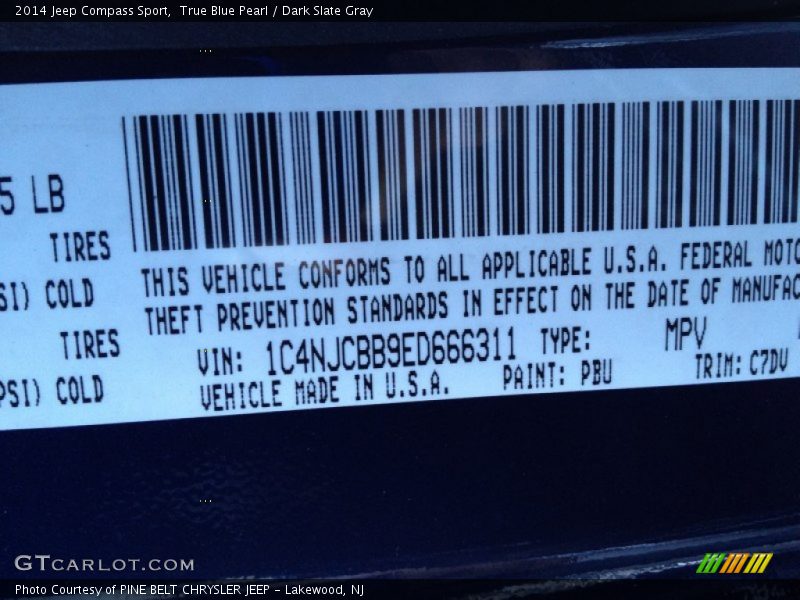 2014 Jeep Compass Sport,  True Blue Pearl / Dark Slate Gray
5 LB
TIRES
SI) COLD
TIRES
PSI) COLD
THIS VEHICLE CONFORMS TO ALL APPLICABLE U.S.A. FEDERAL MOTO
THEFT PREVENTION STANDARDS IN EFFECT ON THE DATE OF MANUFAC
VIN: 1C4NJCBB9ED666311 TYPE: MPV
VEHICLE MADE IN U.S.A. PAINT: PBU TRIM: C7DV
GTCARLOT.COM
Photo Courtesy of PINE BELT CHRYSLER JEEP - Lakewood, NJ